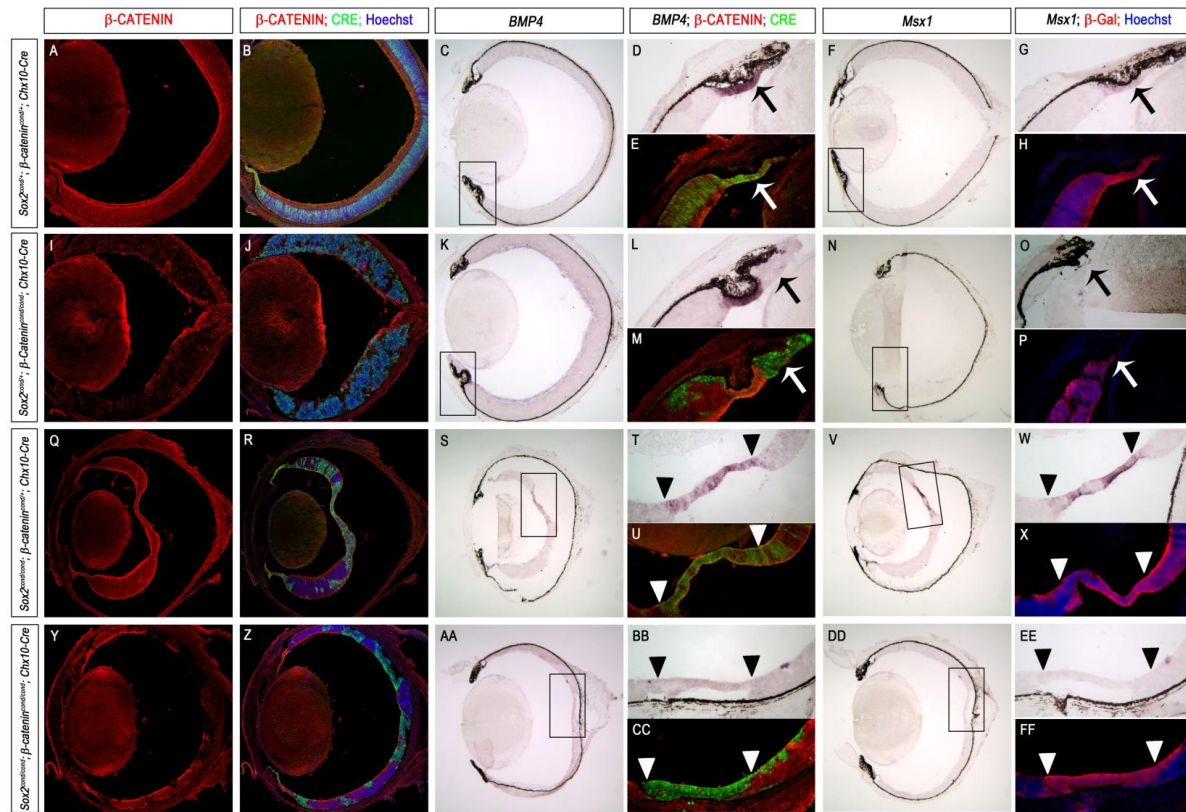 β-CATENIN
β-CATENIN; CRE; Hoechst
BMP4
BMP4; β-CATENIN; CRE
Msx1
Msx1; β-Gal; Hoechst
Sox2cond/+; β-catenincond/+; Chx10-Cre
A
B
C
D
E
F
G
H
Sox2cond/+; β-Catenincond/cond; Chx10-Cre
I
J
K
L
M
N
O
P
Sox2cond/cond; β-catenincond/+; Chx10-Cre
Q
R
S
T
U
V
W
X
Sox2cond/cond; β-catenincond/cond; Chx10-Cre
Y
Z
AA
BB
CC
DD
EE
FF